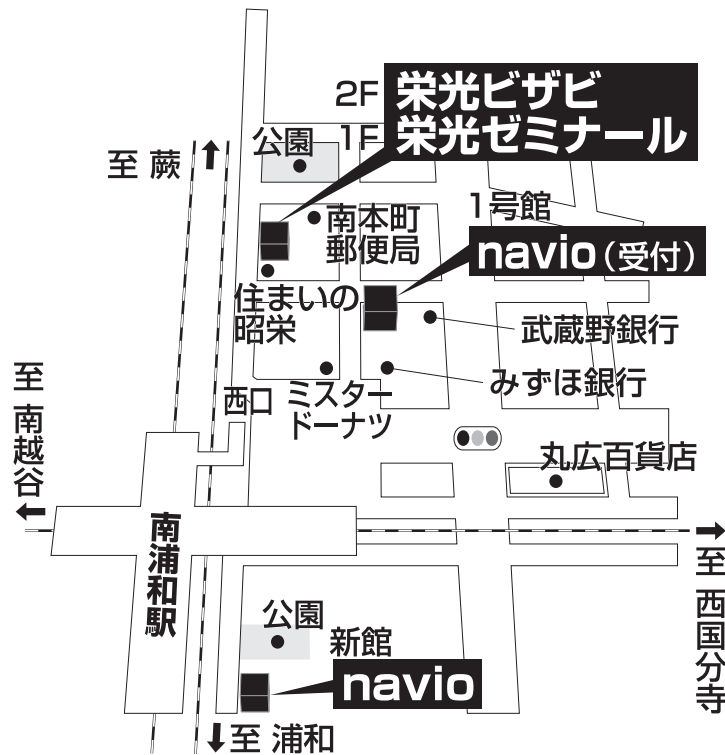 2F 栄光ビザビ
1F 栄光ゼミナール
公園
至 蕨
1号館
南本町
郵便局
navio(受付)
住まいの
昭栄
武蔵野銀行
みずほ銀行
西口
ミスター
ドーナツ
至 南越谷
丸広百貨店
南浦和駅
至 西国分寺
公園
新館
navio
至 浦和